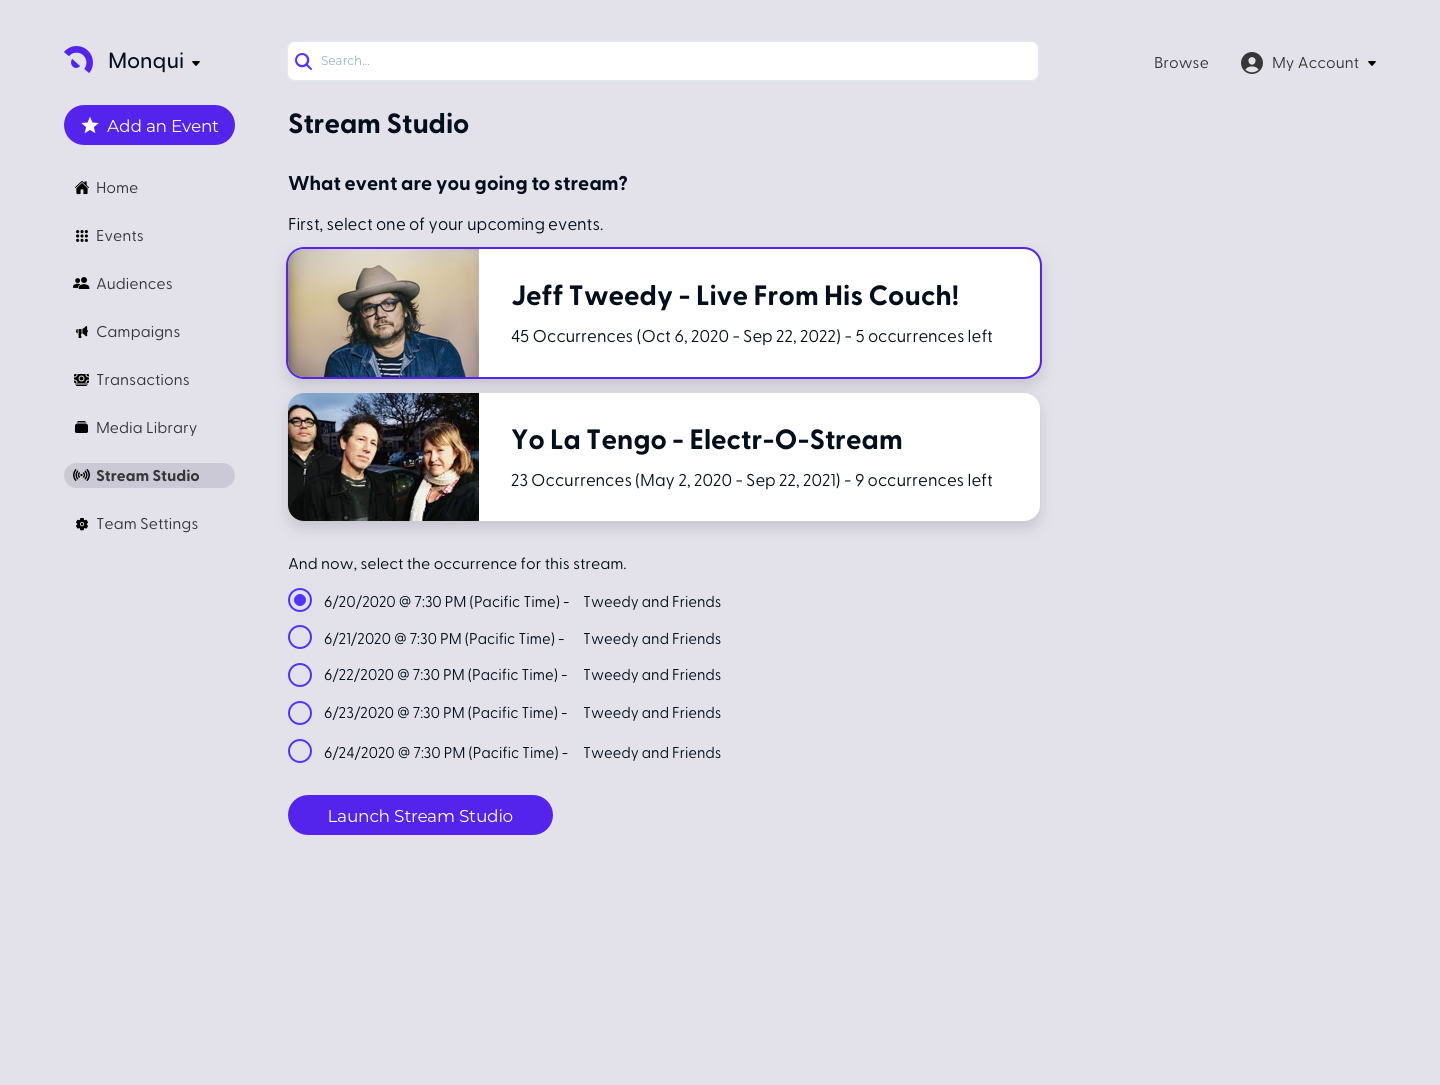 Monqui
Search...
Browse
My Account
Add an Event
Stream Studio
Home
Events
Audiences
Campaigns
Transactions
Media Library
Stream Studio
Team Settings
What event are you going to stream?
First, select one of your upcoming events.
Jeff Tweedy - Live From His Couch!
45 Occurrences (Oct 6, 2020 - Sep 22, 2022) - 5 occurrences left
Yo La Tengo - Electr-O-Stream
23 Occurrences (May 2, 2020 - Sep 22, 2021) - 9 occurrences left
And now, select the occurrence for this stream.
6/20/2020 @ 7:30 PM (Pacific Time) - Tweedy and Friends
6/21/2020 @ 7:30 PM (Pacific Time) - Tweedy and Friends
6/22/2020 @ 7:30 PM (Pacific Time) - Tweedy and Friends
6/23/2020 @ 7:30 PM (Pacific Time) - Tweedy and Friends
6/24/2020 @ 7:30 PM (Pacific Time) - Tweedy and Friends
Launch Stream Studio